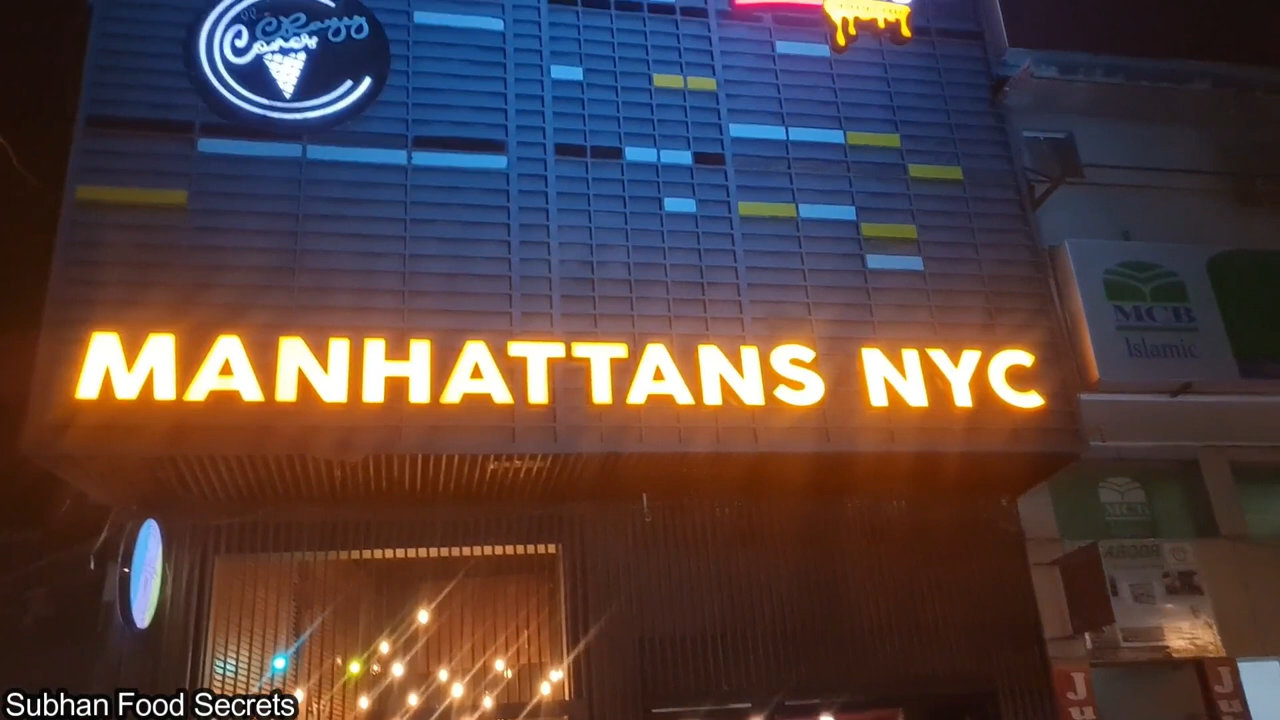 Crazy
Cones
MANHATTANS NYC
MCB
Islamic
MCB
J
J
Subhan Food Secrets